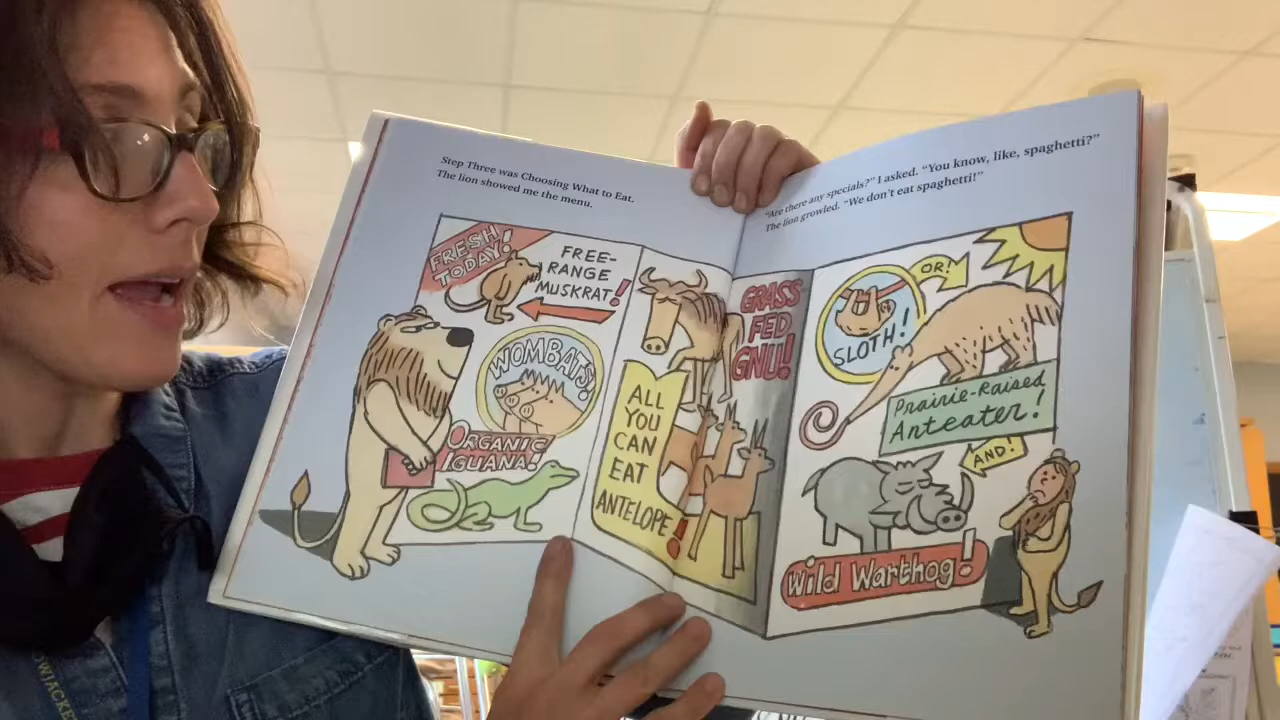 Step Three was Choosing What to Eat.
The lion showed me the menu.
"Are there any specials?" I asked. "You know, like, spaghetti?"
The lion growled. "We don't eat spaghetti!"
FRESH
TODAY!
FREE-
RANGE
MUSKRAT!
WOMBATS!
ORGANIC
IGUANA!
ALL
YOU
CAN
EAT
ANTELOPE!
GRASS
FED
GNU!
SLOTH!
OR!
Prairie-Raised
Anteater!
AND!
Wild Warthog!
OWJACKE